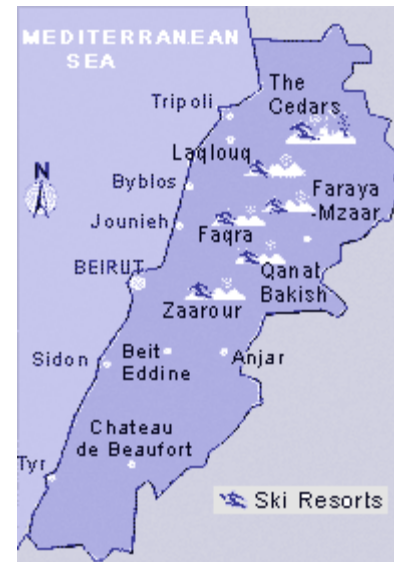 MEDITERRANEAN
SEA
The
Cedars
Tripoli
Laqlouq
Byblos
N
Faraya
-Mzaar
Jounieh
Faqra
BEIRUT
Qanat
Bakish
Zaarour
Sidon
Beit
Eddine
Anjar
Chateau
de Beaufort
Tyr
Ski Resorts